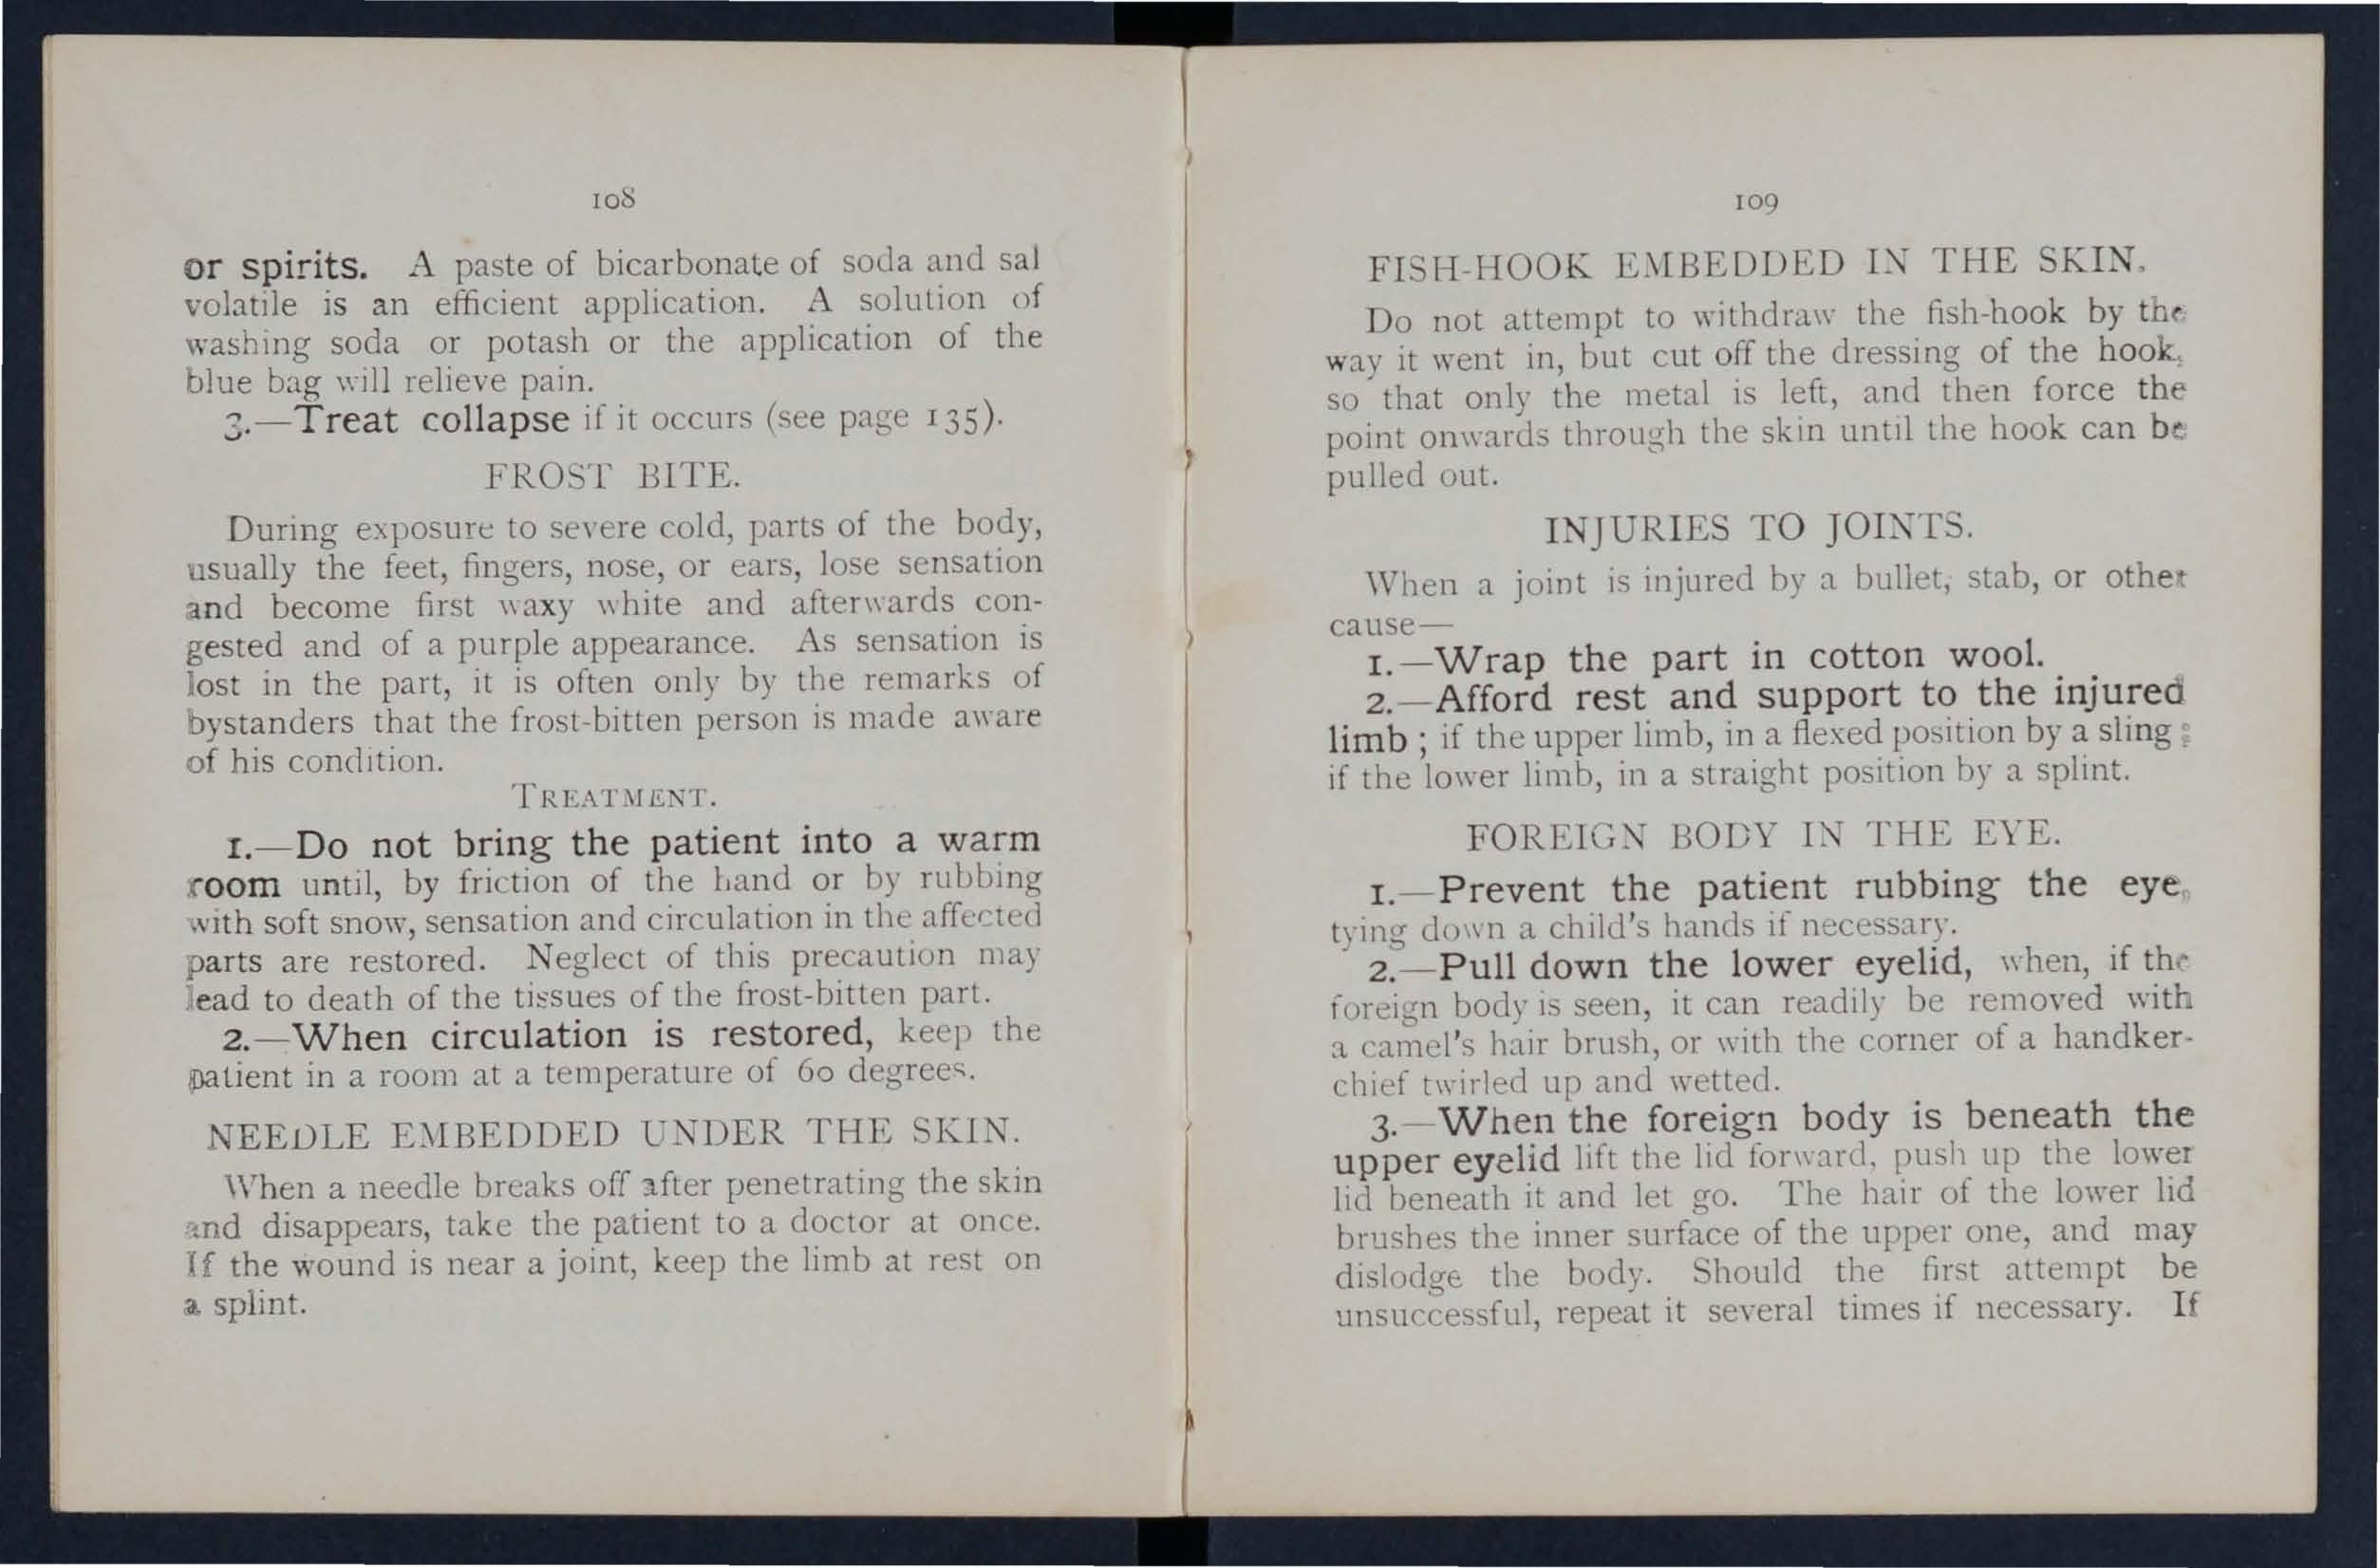 108
or spirits. A paste of bicarbonate of soda and sal
volatile is an efficient application. A solution of
washing soda or potash or the application of the
blue bag will relieve pain.
3.—Treat collapse if it occurs (see page 135).
FROST BITE.
During exposure to severe cold, parts of the body,
usually the feet, fingers, nose, or ears, lose sensation
and become first waxy white and afterwards con-
gested and of a purple appearance. As sensation is
lost in the part, it is often only by the remarks of
bystanders that the frost-bitten person is made aware
of his condition.
TREATMENT.
1.—Do not bring the patient into a warm
room until, by friction of the hand or by rubbing
with soft snow, sensation and circulation in the affected
parts are restored. Neglect of this precaution may
lead to death of the tissues of the frost-bitten part.
2.—When circulation is restored, keep the
patient in a room at a temperature of 60 degrees.
NEEDLE EMBEDDED UNDER THE SKIN.
When a needle breaks off after penetrating the skin
and disappears, take the patient to a doctor at once.
If the wound is near a joint, keep the limb at rest on
a splint.
109
FISH-HOOK EMBEDDED IN THE SKIN.
Do not attempt to withdraw the fish-hook by the
way it went in, but cut off the dressing of the hook,
so that only the metal is left, and then force the
point onwards through the skin until the hook can be
pulled out.
INJURIES TO JOINTS.
When a joint is injured by a bullet, stab, or other
cause—
1.—Wrap the part in cotton wool.
2.—Afford rest and support to the injured
limb ; if the upper limb, in a flexed position by a sling ;
if the lower limb, in a straight position by a splint.
FOREIGN BODY IN THE EYE.
1.—Prevent the patient rubbing the eye,
tying down a child's hands if necessary.
2.—Pull down the lower eyelid, when, if the
foreign body is seen, it can readily be removed with
a camel's hair brush, or with the corner of a handker-
chief twirled up and wetted.
3.—When the foreign body is beneath the
upper eyelid lift the lid forward, push up the lower
lid beneath it and let go. The hair of the lower lid
brushes the inner surface of the upper one, and may
dislodge the body. Should the first attempt be
unsuccessful, repeat it several times if necessary. If